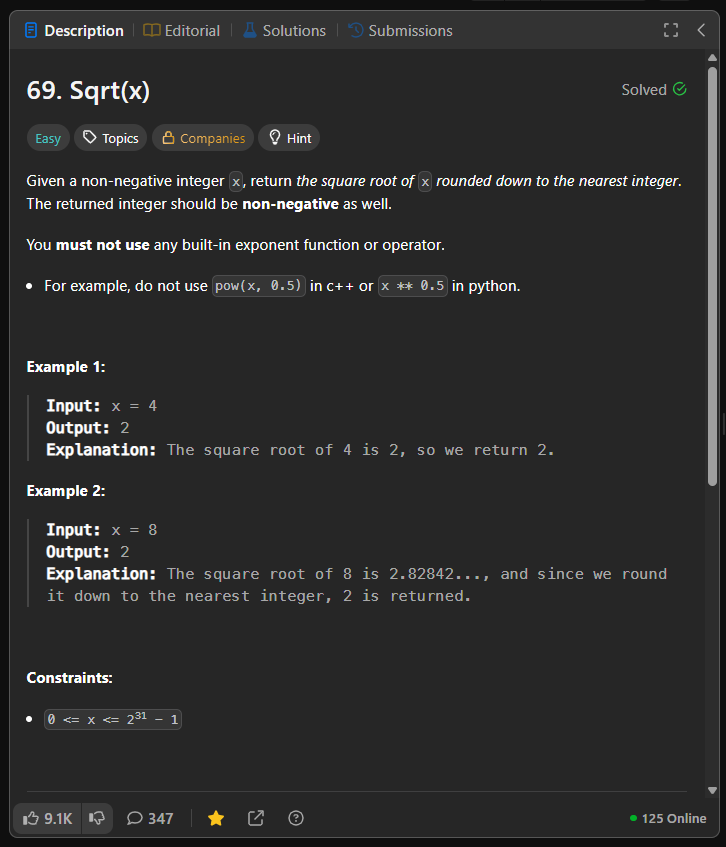 Description | Editorial | Solutions | Submissions
69. Sqrt(x)
Solved
Easy Topics Companies Hint
Given a non-negative integer x, return the square root of x rounded down to the nearest integer.
The returned integer should be non-negative as well.
You must not use any built-in exponent function or operator.
• For example, do not use pow(x, 0.5) in c++ or x ** 0.5 in python.
Example 1:
Input: x = 4
Output: 2
Explanation: The square root of 4 is 2, so we return 2.
Example 2:
Input: x = 8
Output: 2
Explanation: The square root of 8 is 2.82842..., and since we round
it down to the nearest integer, 2 is returned.
Constraints:
• 0 <= x <= 2³¹ - 1
9.1K 347 125 Online